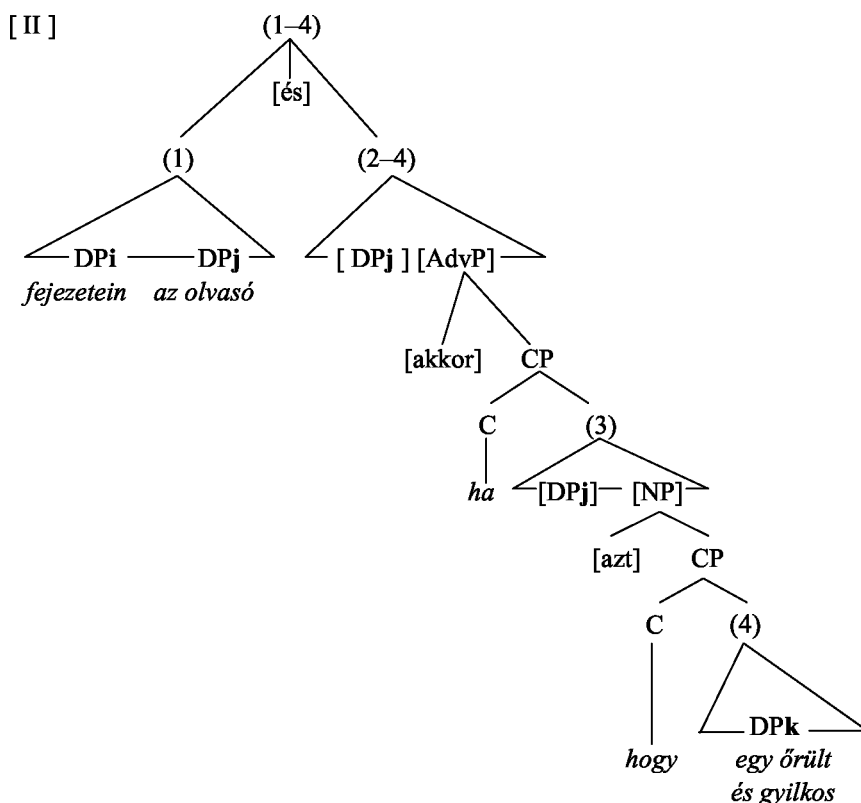 [ II ] (1–4)
[és]
(1) (2–4)
DPi DPj [ DPj ] [AdvP]
fejezetein az olvasó
[akkor] CP
C (3)
ha [DPj] [NP]
[azt] CP
C (4)
DPk
hogy egy őrült
és gyilkos